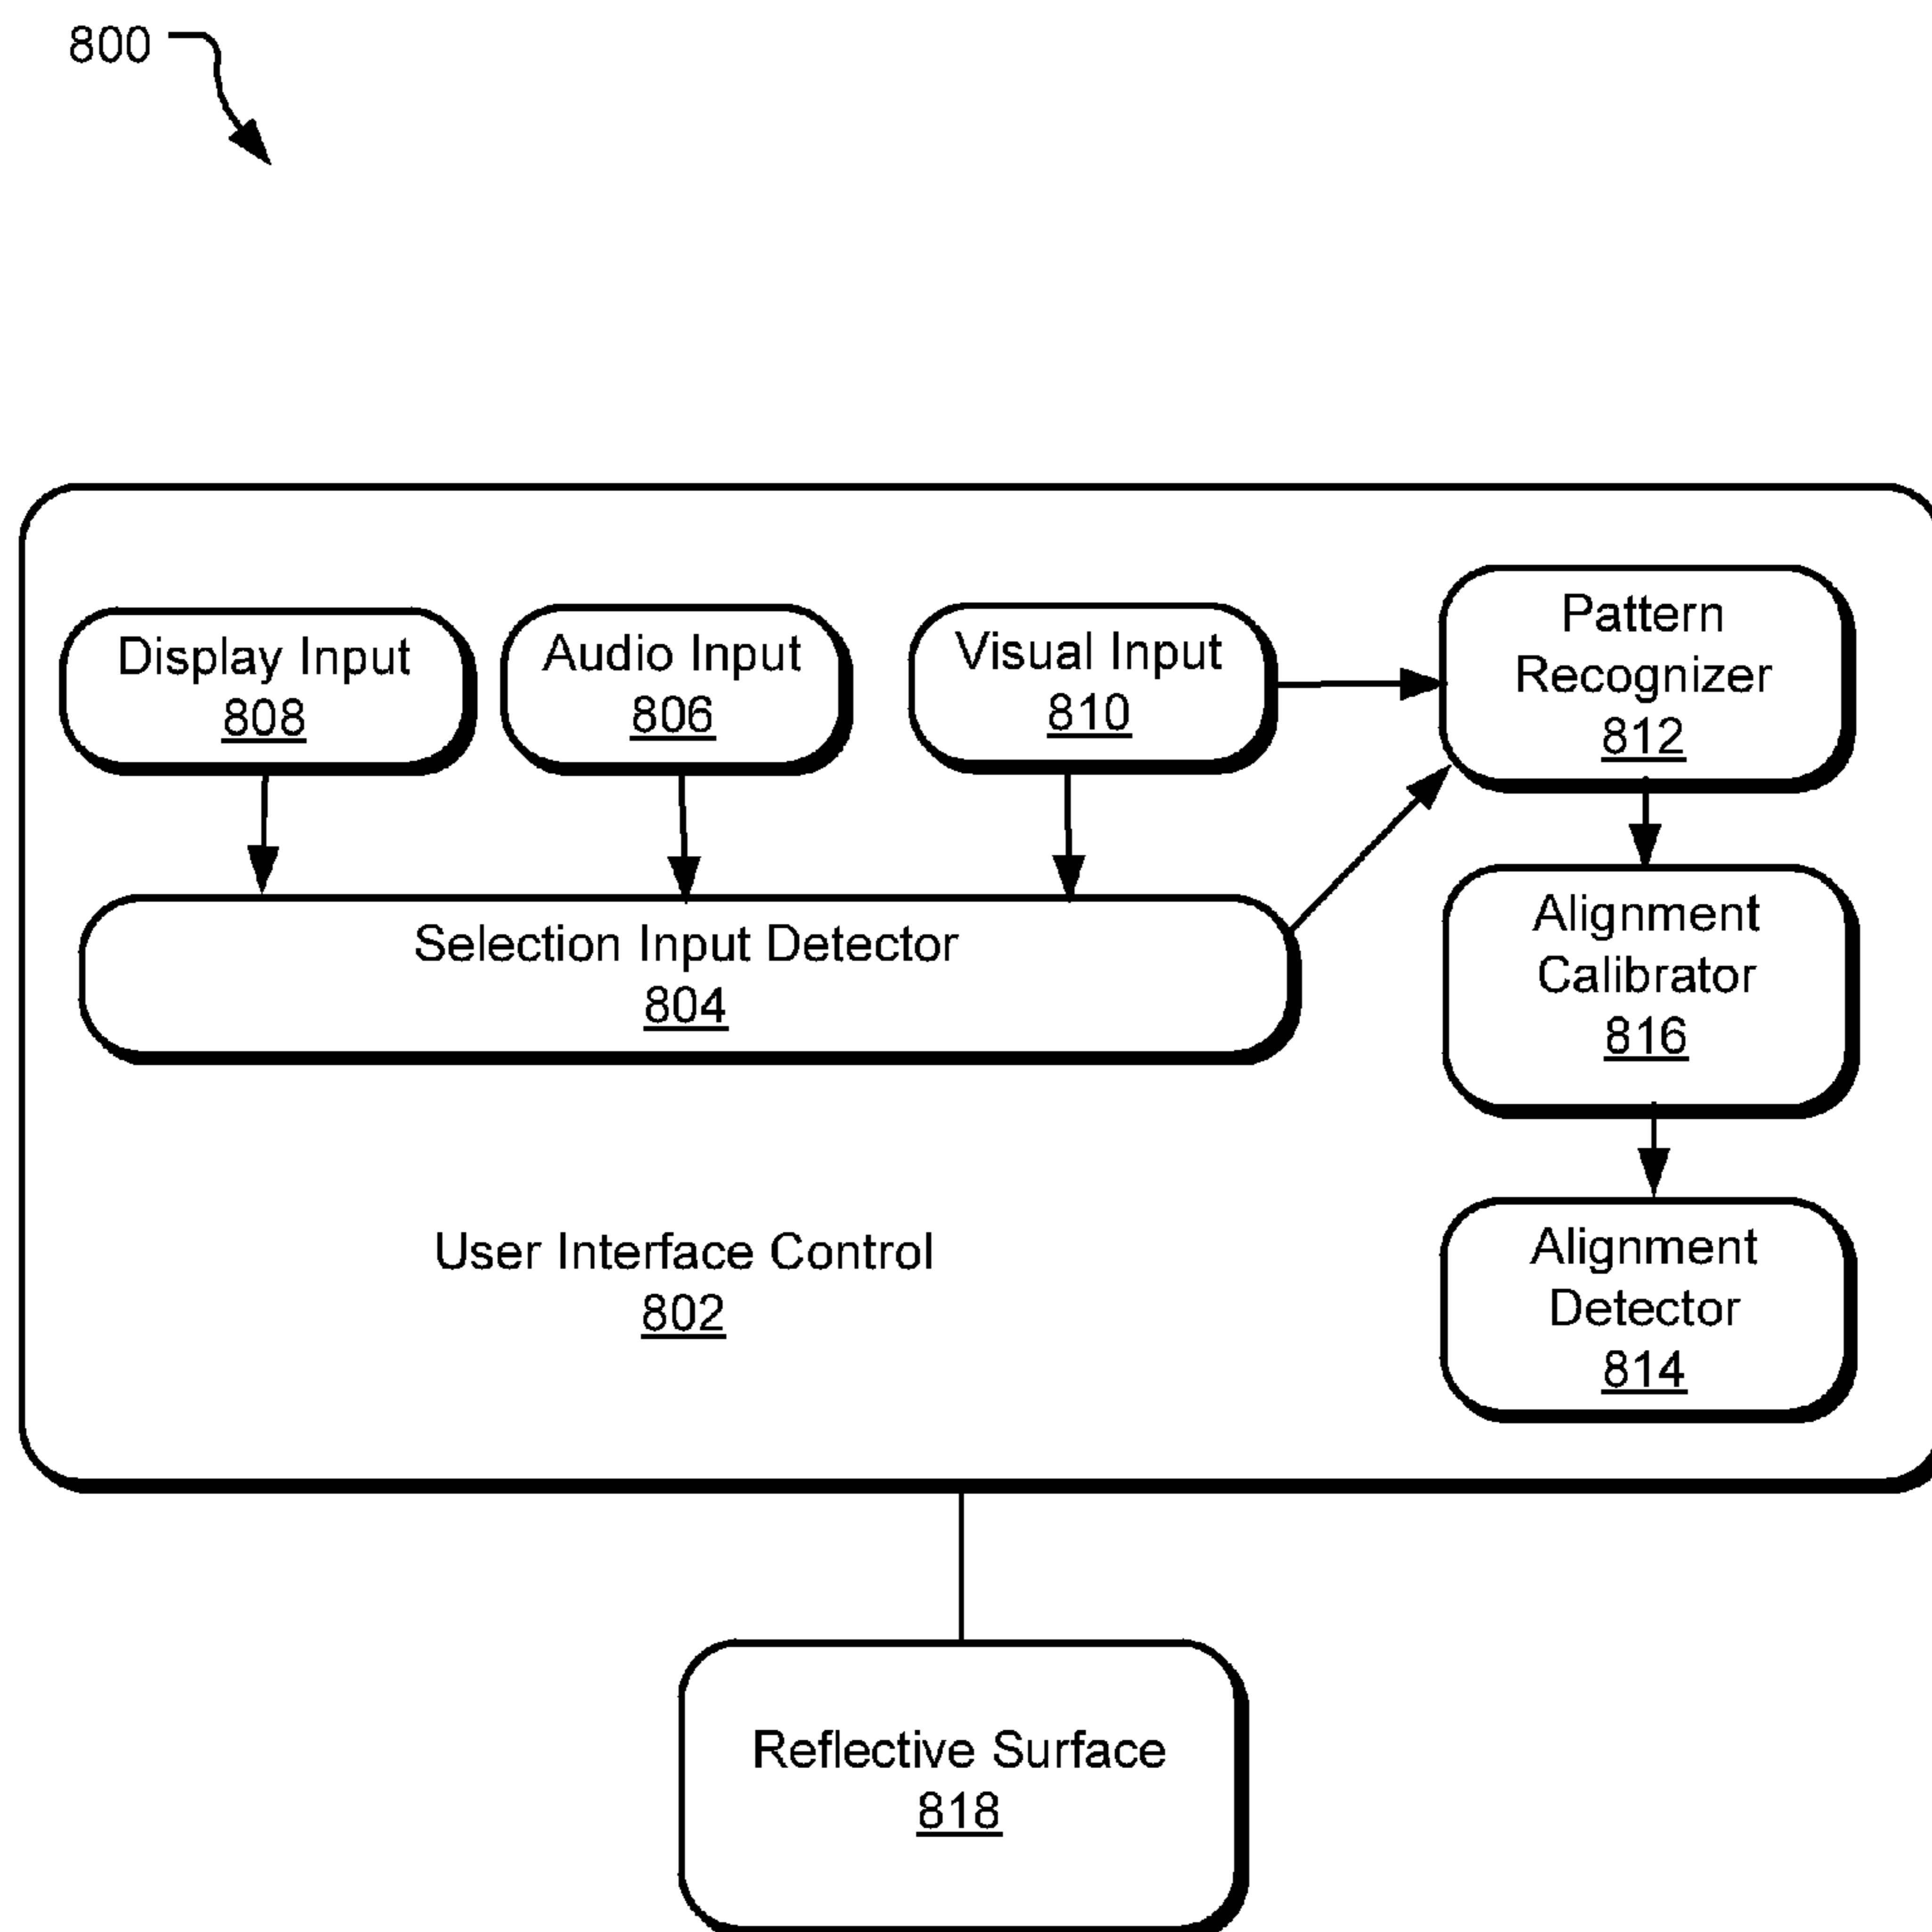 800
Display Input
808
Audio Input
806
Visual Input
810
Pattern
Recognizer
812
Selection Input Detector
804
Alignment
Calibrator
816
User Interface Control
802
Alignment
Detector
814
Reflective Surface
818